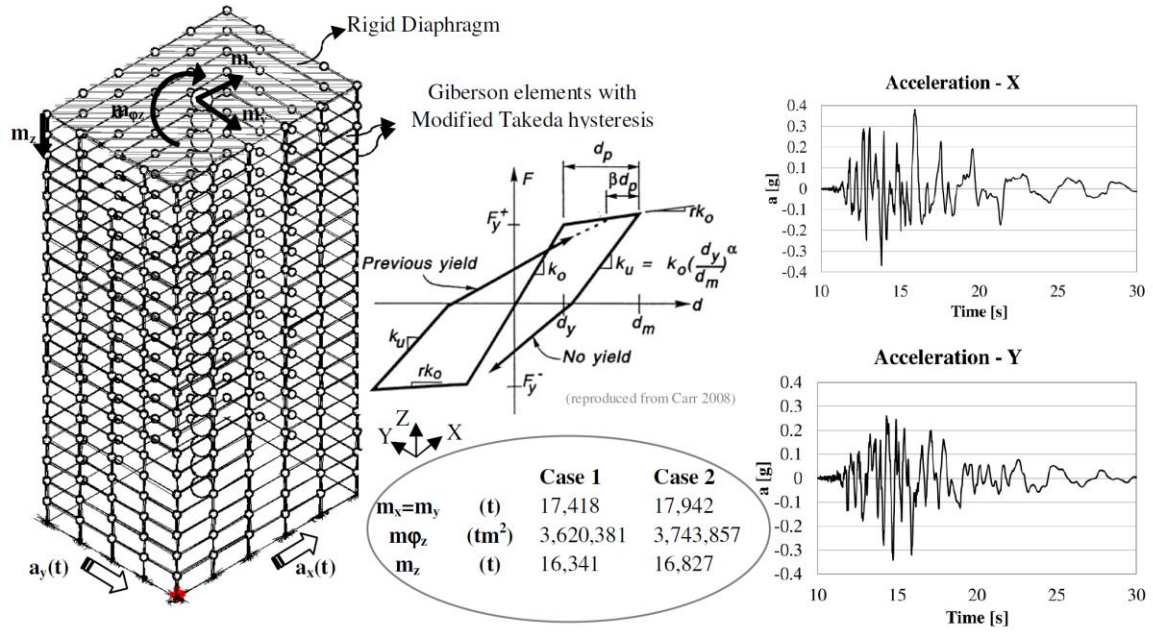 Rigid Diaphragm
m_x
m_y
m_φz
m_z
Giberson elements with
Modified Takeda hysteresis
d_p
βd_p
F
F_y^+
rk_o
k_o
k_u = k_o(d_y/d_m)^α
Previous yield
d
d_y
d_m
k_u
No yield
rk_o
F_y^-
(reproduced from Carr 2008)
Z
Y
X
Case 1 Case 2
m_x=m_y (t) 17,418 17,942
mφ_z (tm²) 3,620,381 3,743,857
m_z (t) 16,341 16,827
a_y(t)
a_x(t)
Acceleration - X
a [g]
0.4
0.3
0.2
0.1
0
-0.1
-0.2
-0.3
-0.4
10 15 20 25 30
Time [s]
Acceleration - Y
a [g]
0.4
0.3
0.2
0.1
0
-0.1
-0.2
-0.3
-0.4
10 15 20 25 30
Time [s]